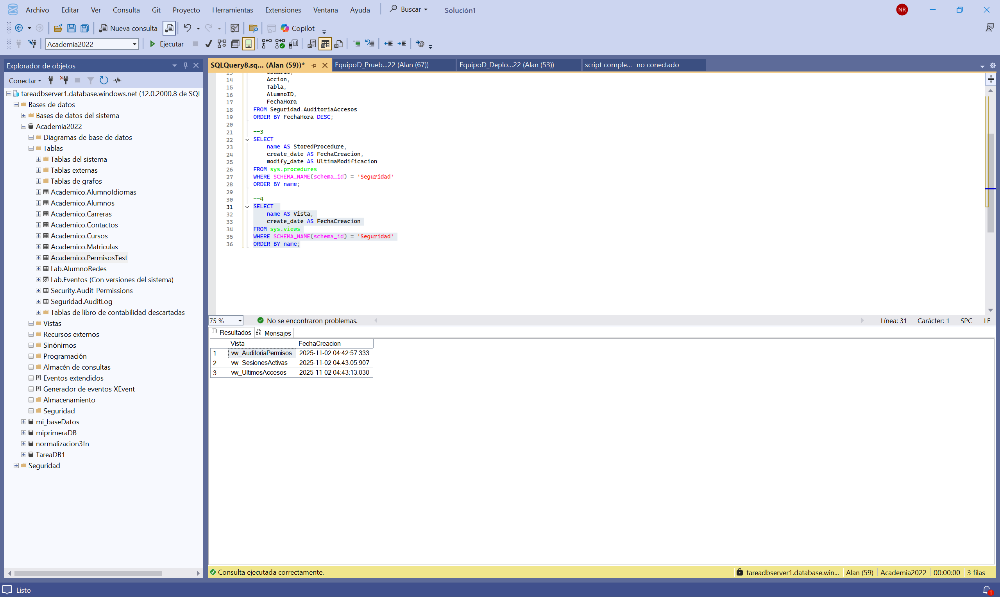 Archivo Editar Ver Consulta Git Proyecto Herramientas Extensiones Ventana Ayuda Buscar Solución1 NR
Nueva consulta Copilot
Academia2022 Ejecutar
Explorador de objetos
Conectar
tareadbserver1.database.windows.net (12.0.2000.8 de SQL
Bases de datos
Bases de datos del sistema
Academia2022
Diagramas de base de datos
Tablas
Tablas del sistema
Tablas externas
Tablas de grafos
Academico.AlumnoIdiomas
Academico.Alumnos
Academico.Carreras
Academico.Contactos
Academico.Cursos
Academico.Matriculas
Academico.PermisosTest
Lab.AlumnoRedes
Lab.Eventos (Con versiones del sistema)
Security.Audit_Permissions
Seguridad.AuditLog
Tablas de libro de contabilidad descartadas
Vistas
Recursos externos
Sinónimos
Programación
Almacén de consultas
Eventos extendidos
Generador de eventos XEvent
Almacenamiento
Seguridad
mi_baseDatos
miprimeraDB
normalizacion3fn
TareaDB1
Seguridad
SQLQuery8.sq... (Alan (59))* EquipoD_Prueb...22 (Alan (67)) EquipoD_Deplo...22 (Alan (53)) script comple...- no conectado
13 Usuario,
14 Accion,
15 Tabla,
16 AlumnoID,
17 FechaHora
18 FROM Seguridad.AuditoriaAccesos
19 ORDER BY FechaHora DESC;
20
21 --3
22 SELECT
23 name AS StoredProcedure,
24 create_date AS FechaCreacion,
25 modify_date AS UltimaModificacion
26 FROM sys.procedures
27 WHERE SCHEMA_NAME(schema_id) = 'Seguridad'
28 ORDER BY name;
29
30 --4
31 SELECT
32 name AS Vista,
33 create_date AS FechaCreacion
34 FROM sys.views
35 WHERE SCHEMA_NAME(schema_id) = 'Seguridad'
36 ORDER BY name;
75 % No se encontraron problemas. Línea: 31 Carácter: 1 SPC LF
Resultados Mensajes
Vista FechaCreacion
1 vw_AuditoriaPermisos 2025-11-02 04:42:57.333
2 vw_SesionesActivas 2025-11-02 04:43:05.907
3 vw_UltimosAccesos 2025-11-02 04:43:13.030
Consulta ejecutada correctamente. tareadbserver1.database.win... Alan (59) Academia2022 00:00:00 3 filas
Listo 1